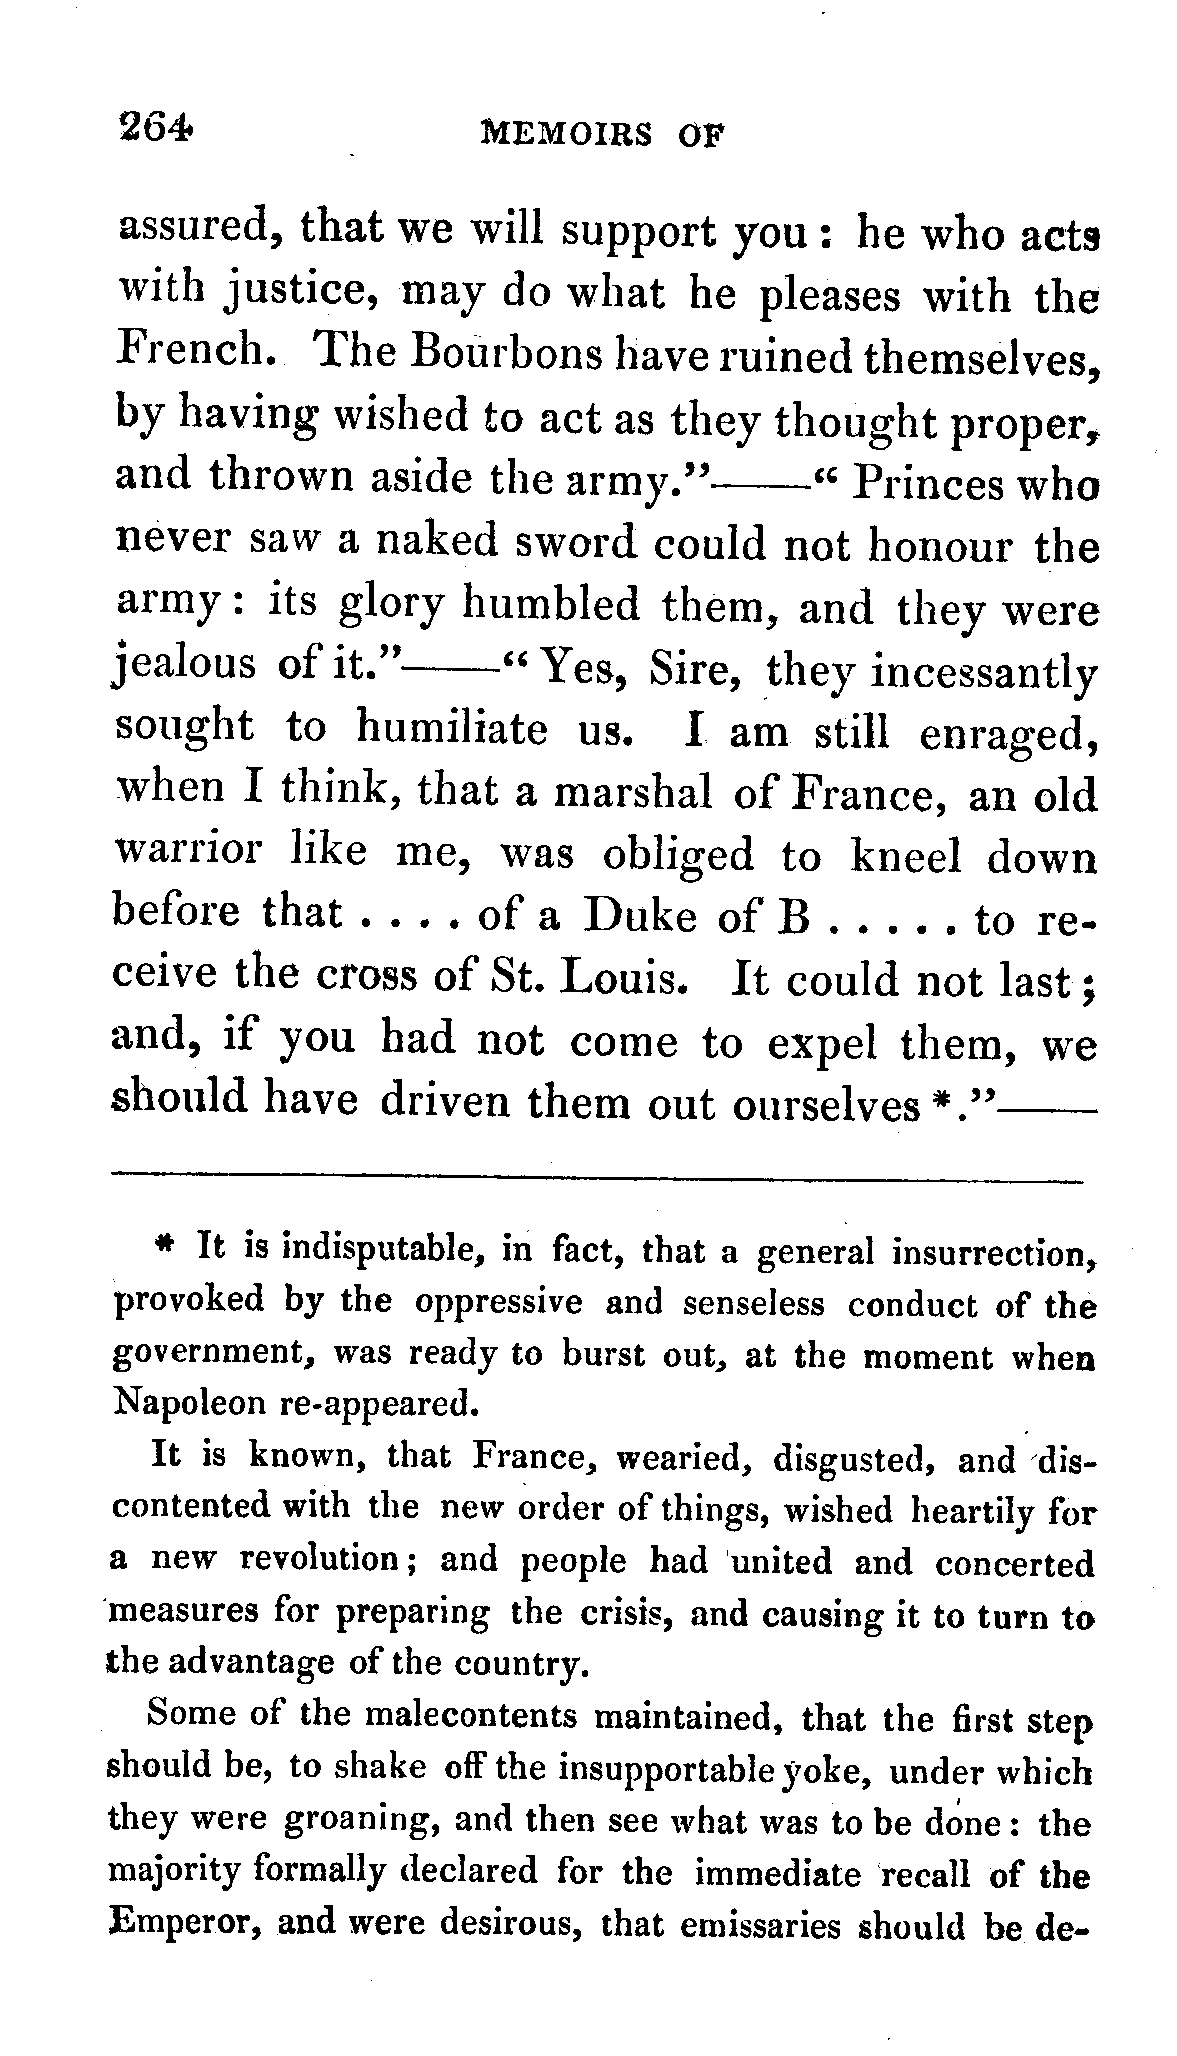 264 MEMOIRS OF
assured, that we will support you : he who acts
with justice, may do what he pleases with the
French. The Bourbons have ruined themselves,
by having wished to act as they thought proper,
and thrown aside the army.”——“ Princes who
never saw a naked sword could not honour the
army : its glory humbled them, and they were
jealous of it.”——“ Yes, Sire, they incessantly
sought to humiliate us. I am still enraged,
when I think, that a marshal of France, an old
warrior like me, was obliged to kneel down
before that . . . . of a Duke of B . . . . . to re-
ceive the cross of St. Louis. It could not last ;
and, if you had not come to expel them, we
should have driven them out ourselves *.”——
* It is indisputable, in fact, that a general insurrection,
provoked by the oppressive and senseless conduct of the
government, was ready to burst out, at the moment when
Napoleon re-appeared.
It is known, that France, wearied, disgusted, and dis-
contented with the new order of things, wished heartily for
a new revolution ; and people had united and concerted
measures for preparing the crisis, and causing it to turn to
the advantage of the country.
Some of the malecontents maintained, that the first step
should be, to shake off the insupportable yoke, under which
they were groaning, and then see what was to be done : the
majority formally declared for the immediate recall of the
Emperor, and were desirous, that emissaries should be de-